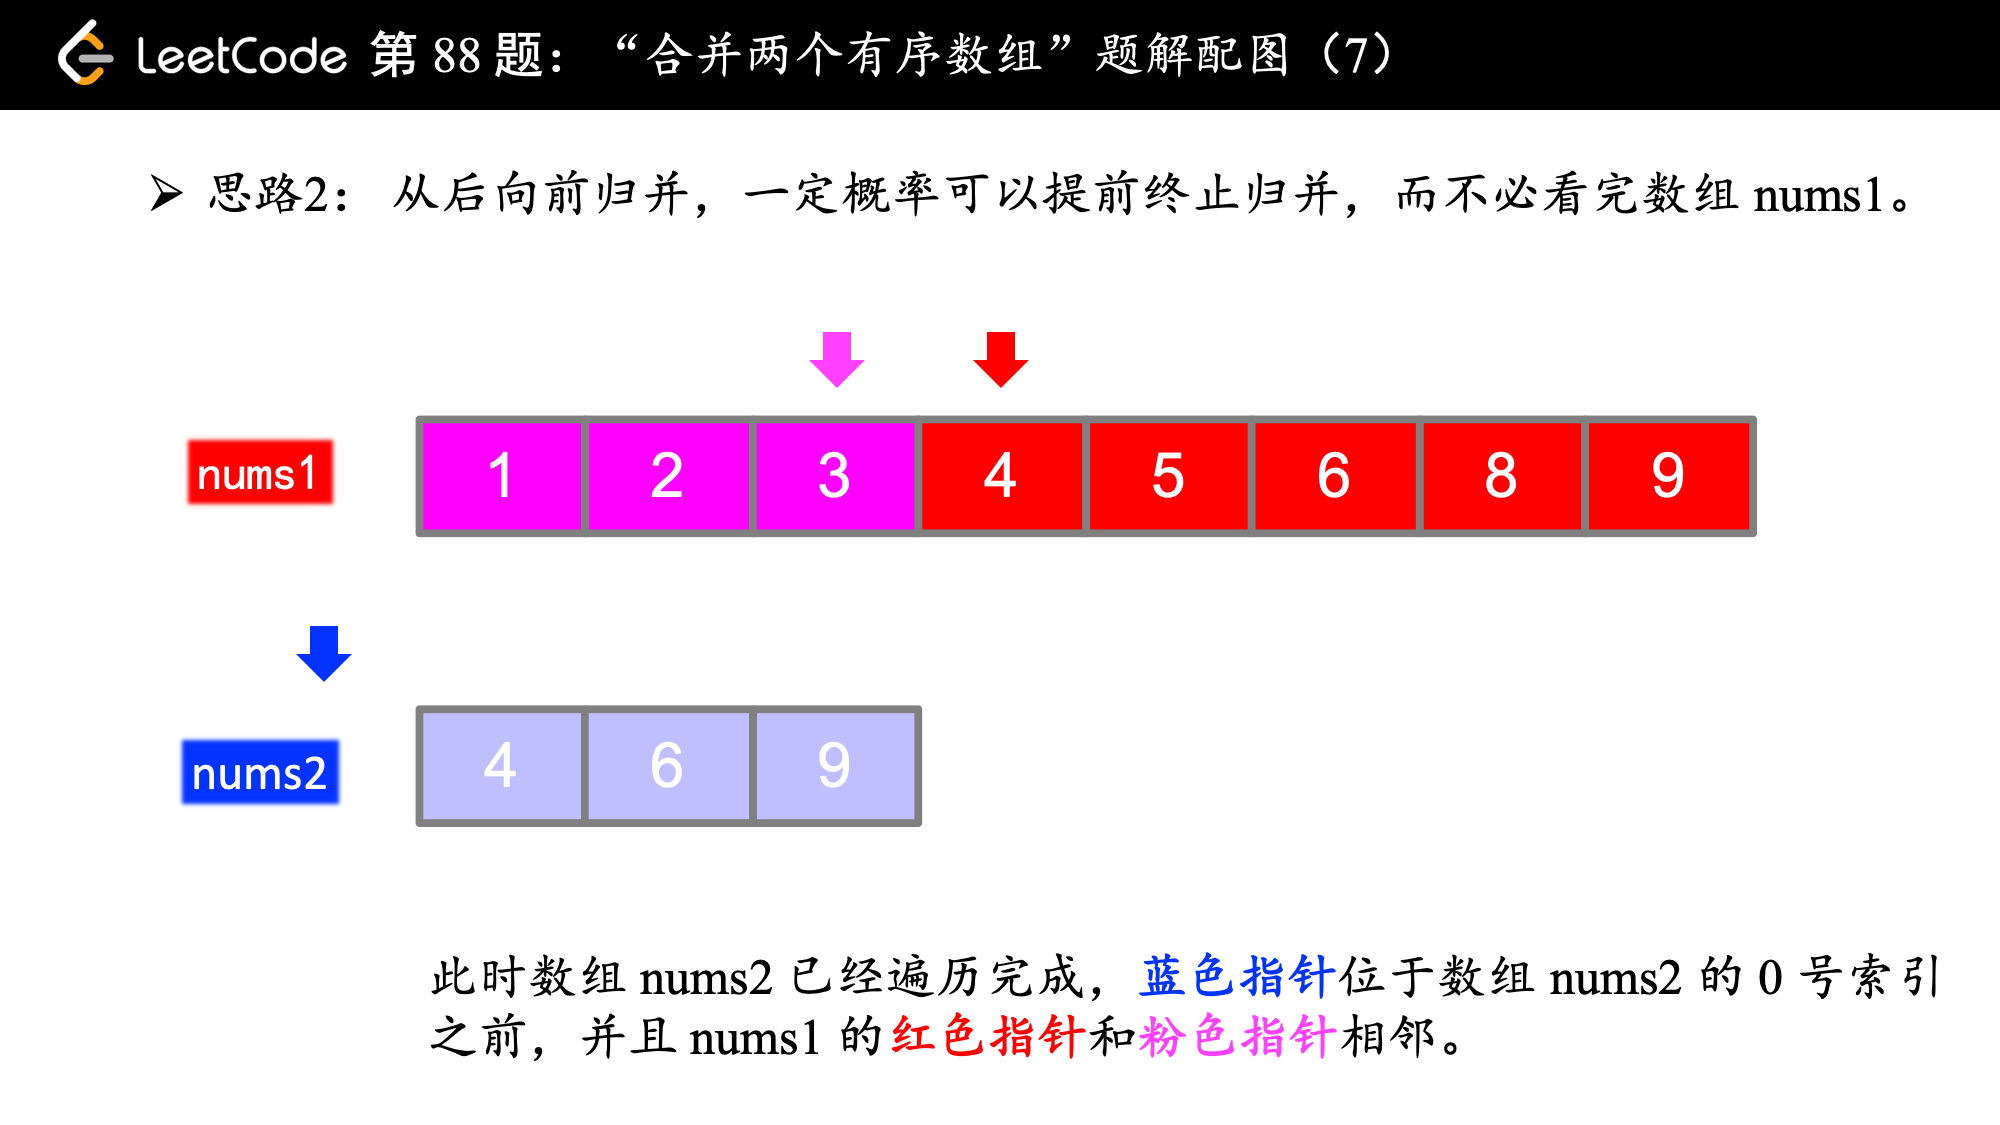 LeetCode 第 88 题：“合并两个有序数组”题解配图（7）
➢ 思路2： 从后向前归并，一定概率可以提前终止归并，而不必看完数组 nums1。
nums1 1 2 3 4 5 6 8 9
nums2 4 6 9
此时数组 nums2 已经遍历完成，蓝色指针位于数组 nums2 的 0 号索引
之前，并且 nums1 的红色指针和粉色指针相邻。